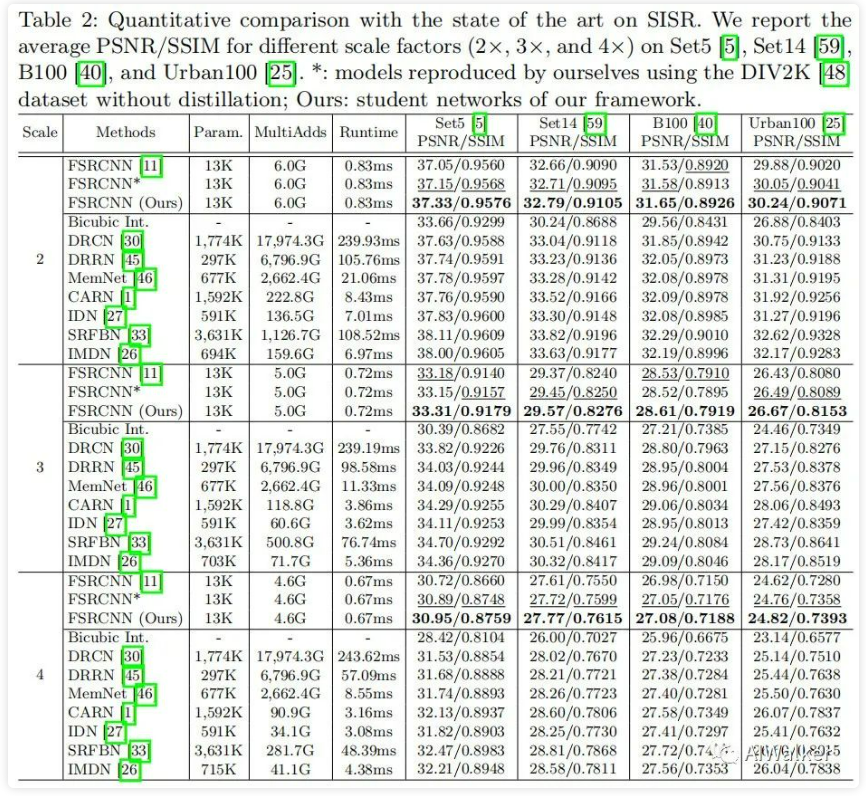 Table 2: Quantitative comparison with the state of the art on SISR. We report the
average PSNR/SSIM for different scale factors (2×, 3×, and 4×) on Set5 [5], Set14 [59],
B100 [40], and Urban100 [25]. *: models reproduced by ourselves using the DIV2K [48]
dataset without distillation; Ours: student networks of our framework.
Scale Methods Param. MultiAdds Runtime Set5 [5] Set14 [59] B100 [40] Urban100 [25]
PSNR/SSIM PSNR/SSIM PSNR/SSIM PSNR/SSIM
FSRCNN [11] 13K 6.0G 0.83ms 37.05/0.9560 32.66/0.9090 31.53/0.8920 29.88/0.9020
FSRCNN* 13K 6.0G 0.83ms 37.15/0.9568 32.71/0.9095 31.58/0.8913 30.05/0.9041
FSRCNN (Ours) 13K 6.0G 0.83ms 37.33/0.9576 32.79/0.9105 31.65/0.8926 30.24/0.9071
Bicubic Int. - - - 33.66/0.9299 30.24/0.8688 29.56/0.8431 26.88/0.8403
DRCN [30] 1,774K 17,974.3G 239.93ms 37.63/0.9588 33.04/0.9118 31.85/0.8942 30.75/0.9133
2 DRRN [45] 297K 6,796.9G 105.76ms 37.74/0.9591 33.23/0.9136 32.05/0.8973 31.23/0.9188
MemNet [46] 677K 2,662.4G 21.06ms 37.78/0.9597 33.28/0.9142 32.08/0.8978 31.31/0.9195
CARN [1] 1,592K 222.8G 8.43ms 37.76/0.9590 33.52/0.9166 32.09/0.8978 31.92/0.9256
IDN [27] 591K 136.5G 7.01ms 37.83/0.9600 33.30/0.9148 32.08/0.8985 31.27/0.9196
SRFBN [33] 3,631K 1,126.7G 108.52ms 38.11/0.9609 33.82/0.9196 32.29/0.9010 32.62/0.9328
IMDN [26] 694K 159.6G 6.97ms 38.00/0.9605 33.63/0.9177 32.19/0.8996 32.17/0.9283
FSRCNN [11] 13K 5.0G 0.72ms 33.18/0.9140 29.37/0.8240 28.53/0.7910 26.43/0.8080
FSRCNN* 13K 5.0G 0.72ms 33.15/0.9157 29.45/0.8250 28.52/0.7895 26.49/0.8089
FSRCNN (Ours) 13K 5.0G 0.72ms 33.31/0.9179 29.57/0.8276 28.61/0.7919 26.67/0.8153
Bicubic Int. - - - 30.39/0.8682 27.55/0.7742 27.21/0.7385 24.46/0.7349
DRCN [30] 1,774K 17,974.3G 239.19ms 33.82/0.9226 29.76/0.8311 28.80/0.7963 27.15/0.8276
3 DRRN [45] 297K 6,796.9G 98.58ms 34.03/0.9244 29.96/0.8349 28.95/0.8004 27.53/0.8378
MemNet [46] 677K 2,662.4G 11.33ms 34.09/0.9248 30.00/0.8350 28.96/0.8001 27.56/0.8376
CARN [1] 1,592K 118.8G 3.86ms 34.29/0.9255 30.29/0.8407 29.06/0.8034 28.06/0.8493
IDN [27] 591K 60.6G 3.62ms 34.11/0.9253 29.99/0.8354 28.95/0.8013 27.42/0.8359
SRFBN [33] 3,631K 500.8G 76.74ms 34.70/0.9292 30.51/0.8461 29.24/0.8084 28.73/0.8641
IMDN [26] 703K 71.7G 5.36ms 34.36/0.9270 30.32/0.8417 29.09/0.8046 28.17/0.8519
FSRCNN [11] 13K 4.6G 0.67ms 30.72/0.8660 27.61/0.7550 26.98/0.7150 24.62/0.7280
FSRCNN* 13K 4.6G 0.67ms 30.89/0.8748 27.72/0.7599 27.05/0.7176 24.76/0.7358
FSRCNN (Ours) 13K 4.6G 0.67ms 30.95/0.8759 27.77/0.7615 27.08/0.7188 24.82/0.7393
Bicubic Int. - - - 28.42/0.8104 26.00/0.7027 25.96/0.6675 23.14/0.6577
DRCN [30] 1,774K 17,974.3G 243.62ms 31.53/0.8854 28.02/0.7670 27.23/0.7233 25.14/0.7510
4 DRRN [45] 297K 6,796.9G 57.09ms 31.68/0.8888 28.21/0.7721 27.38/0.7284 25.44/0.7638
MemNet [46] 677K 2,662.4G 8.55ms 31.74/0.8893 28.26/0.7723 27.40/0.7281 25.50/0.7630
CARN [1] 1,592K 90.9G 3.16ms 32.13/0.8937 28.60/0.7806 27.58/0.7349 26.07/0.7837
IDN [27] 591K 34.1G 3.08ms 31.82/0.8903 28.25/0.7730 27.41/0.7297 25.41/0.7632
SRFBN [33] 3,631K 281.7G 48.39ms 32.47/0.8983 28.81/0.7868
IMDN [26] 715K 41.1G 4.38ms 32.21/0.8948 28.58/0.7811 27.56/0.7353 26.04/0.7838
AIWalker